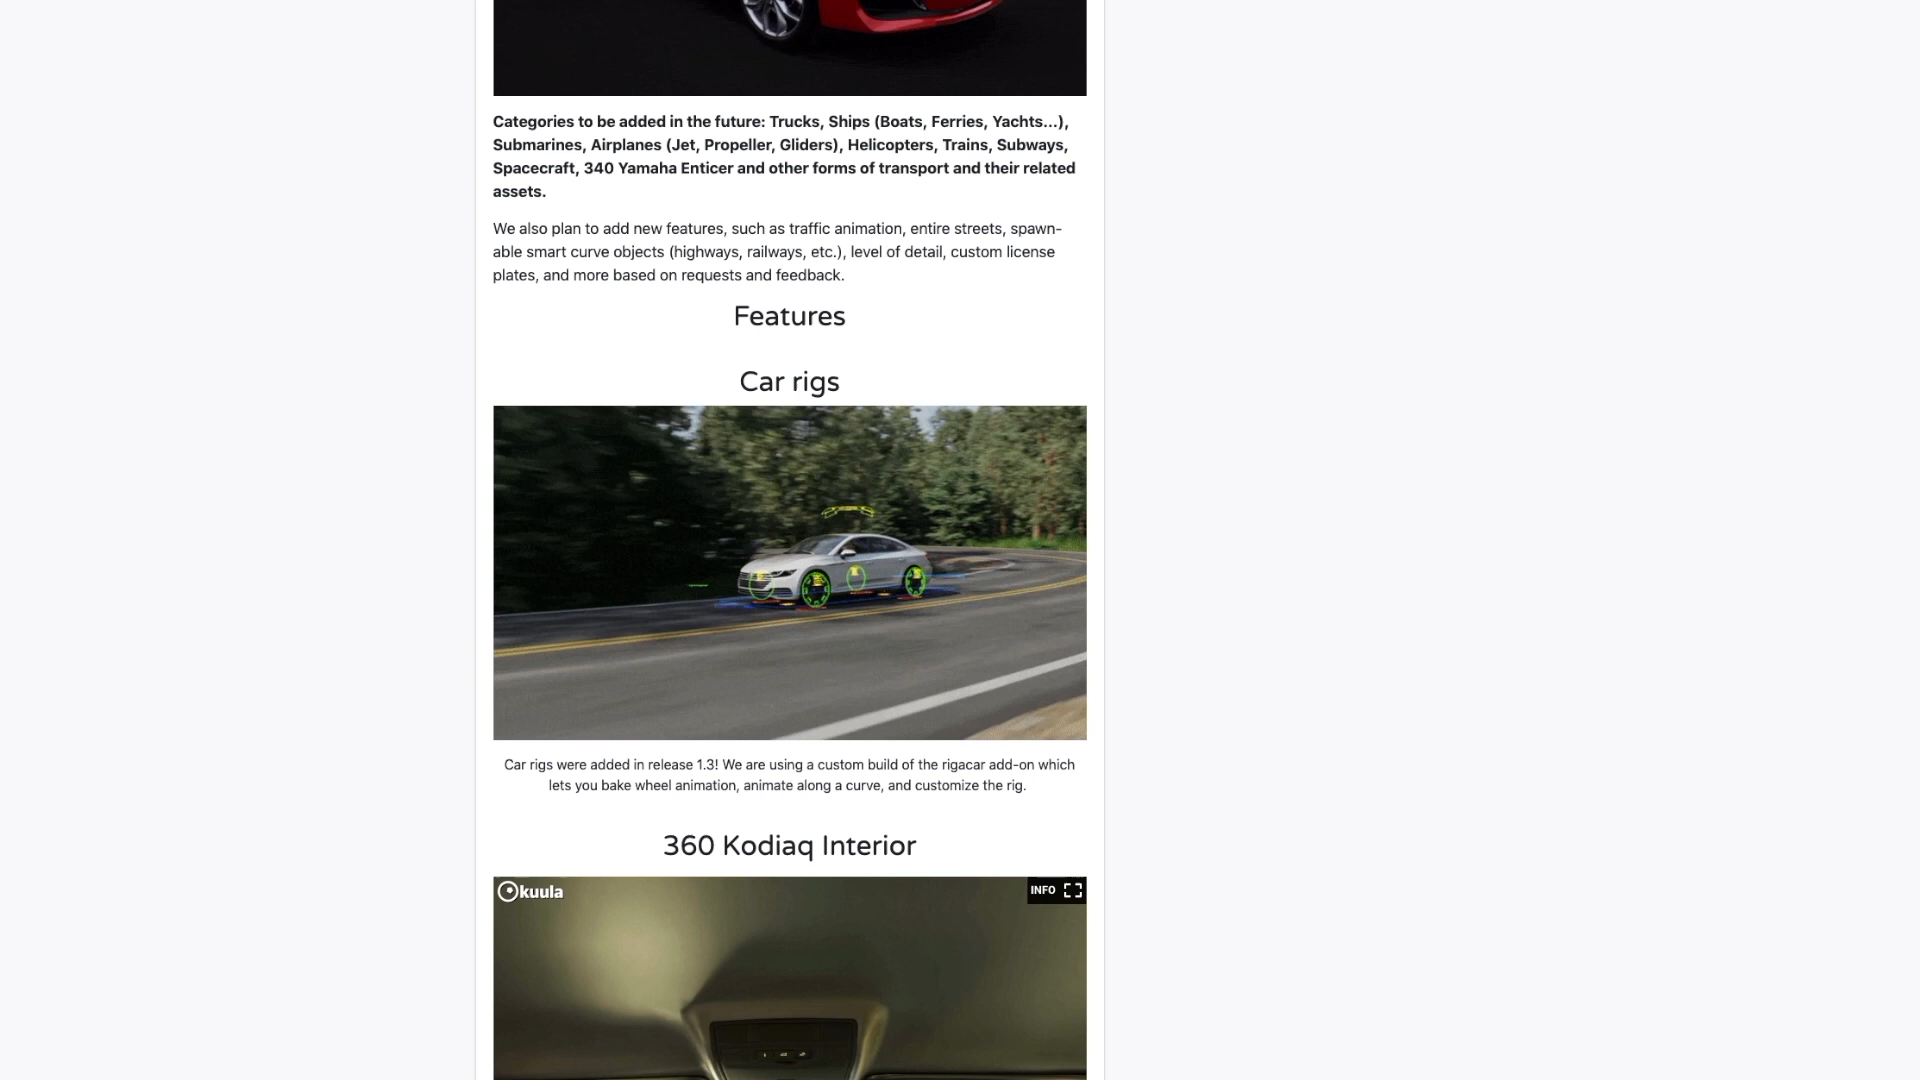 Categories to be added in the future: Trucks, Ships (Boats, Ferries, Yachts...),
Submarines, Airplanes (Jet, Propeller, Gliders), Helicopters, Trains, Subways,
Spacecraft, 340 Yamaha Enticer and other forms of transport and their related
assets.
We also plan to add new features, such as traffic animation, entire streets, spawn-
able smart curve objects (highways, railways, etc.), level of detail, custom license
plates, and more based on requests and feedback.
Features
Car rigs
Car rigs were added in release 1.3! We are using a custom build of the rigacar add-on which
lets you bake wheel animation, animate along a curve, and customize the rig.
360 Kodiaq Interior
kuula
INFO